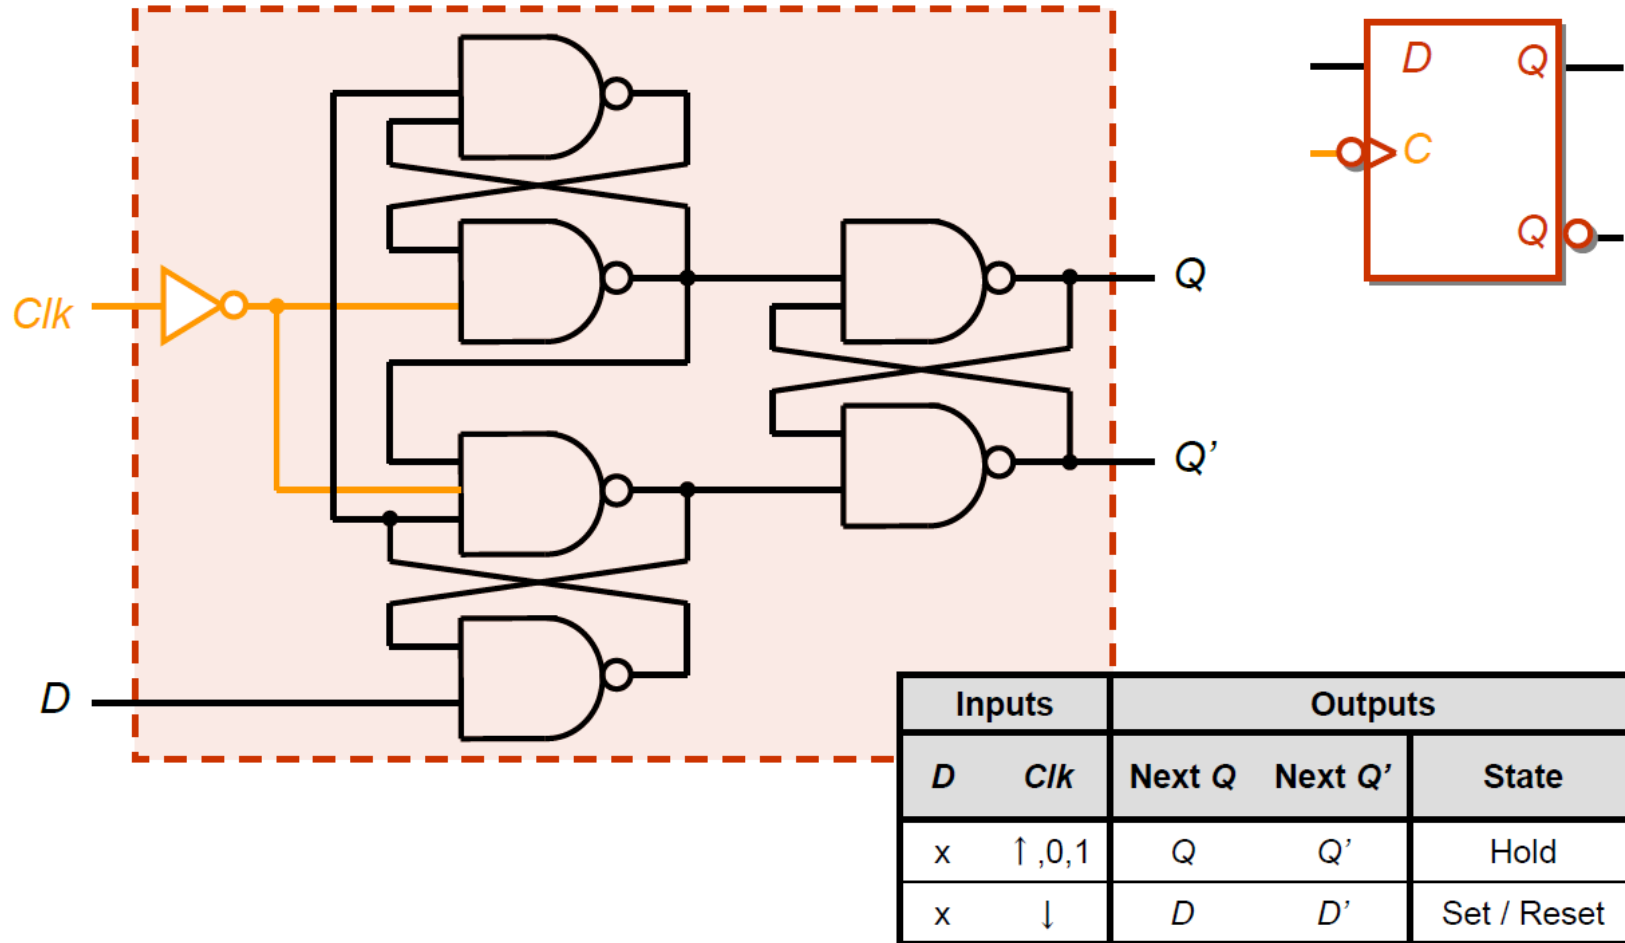 D Q
C
Q
Clk
Q
Q’
D
Inputs Outputs
D Clk Next Q Next Q’ State
x ↑ ,0,1 Q Q’ Hold
x ↓ D D’ Set / Reset